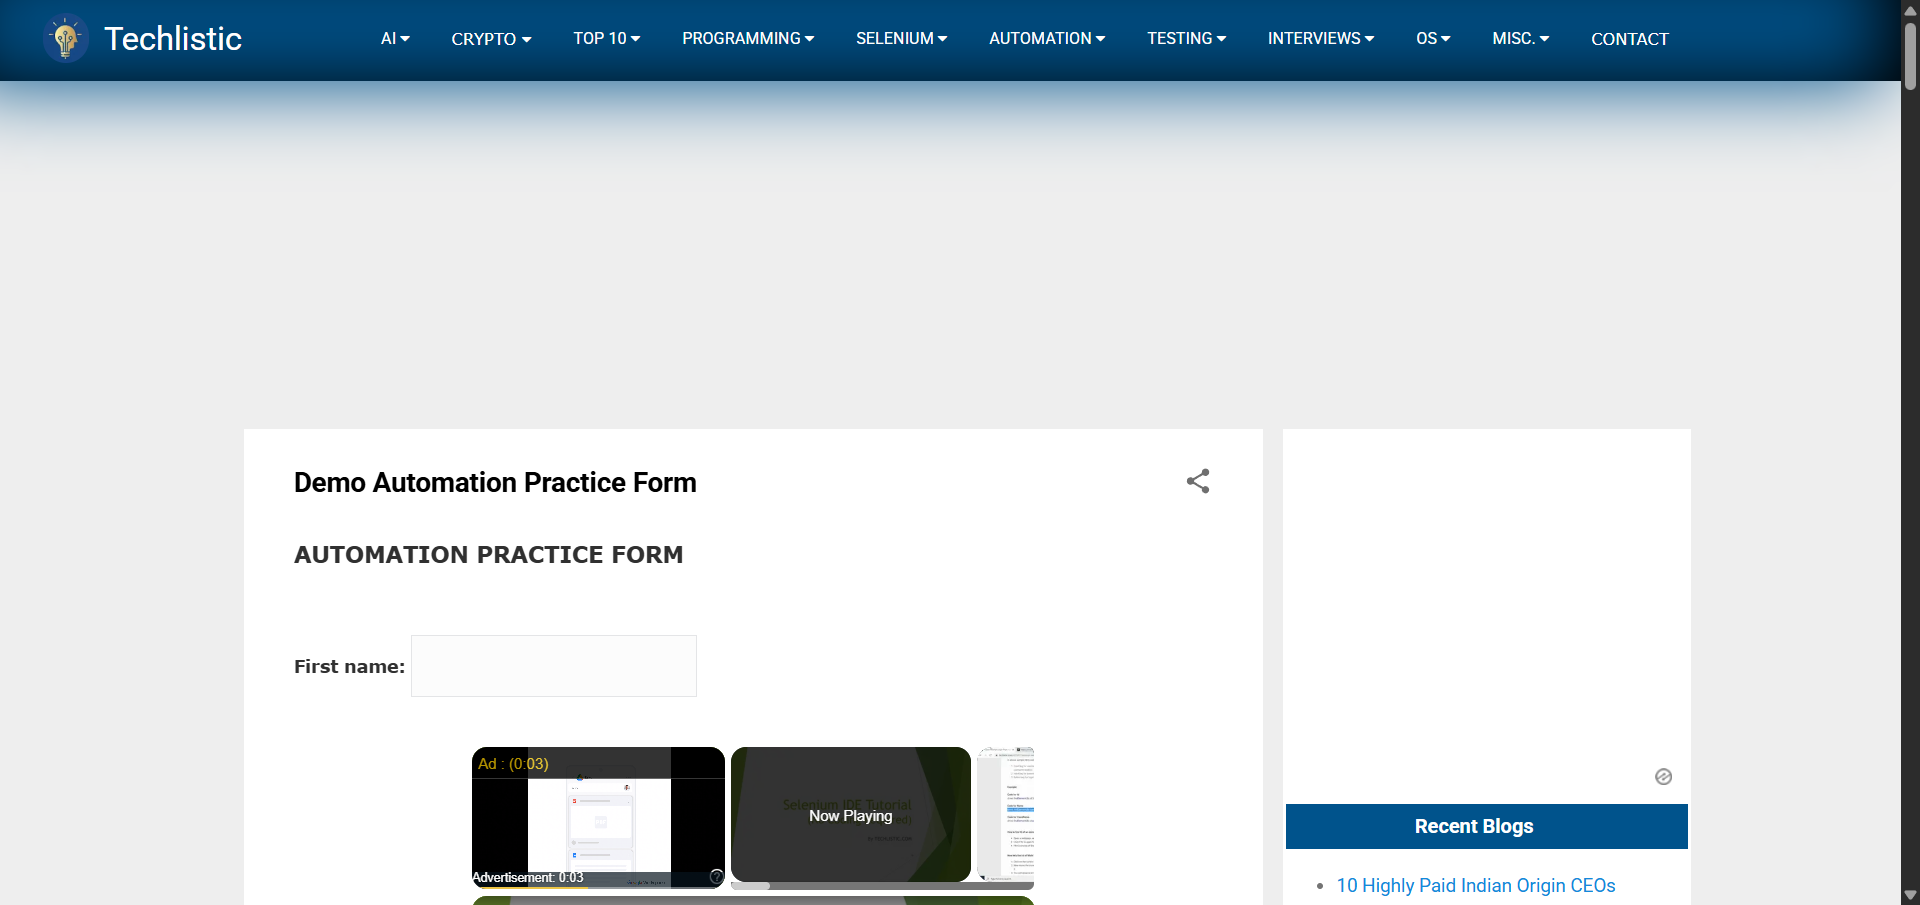 Techlistic
AI
CRYPTO
TOP 10
PROGRAMMING
SELENIUM
AUTOMATION
TESTING
INTERVIEWS
OS
MISC.
CONTACT
Demo Automation Practice Form
AUTOMATION PRACTICE FORM
First name:
Ad : (0:03)
Advertisement: 0:03
Selenium IDE Tutorial
Now Playing
Recent Blogs
10 Highly Paid Indian Origin CEOs